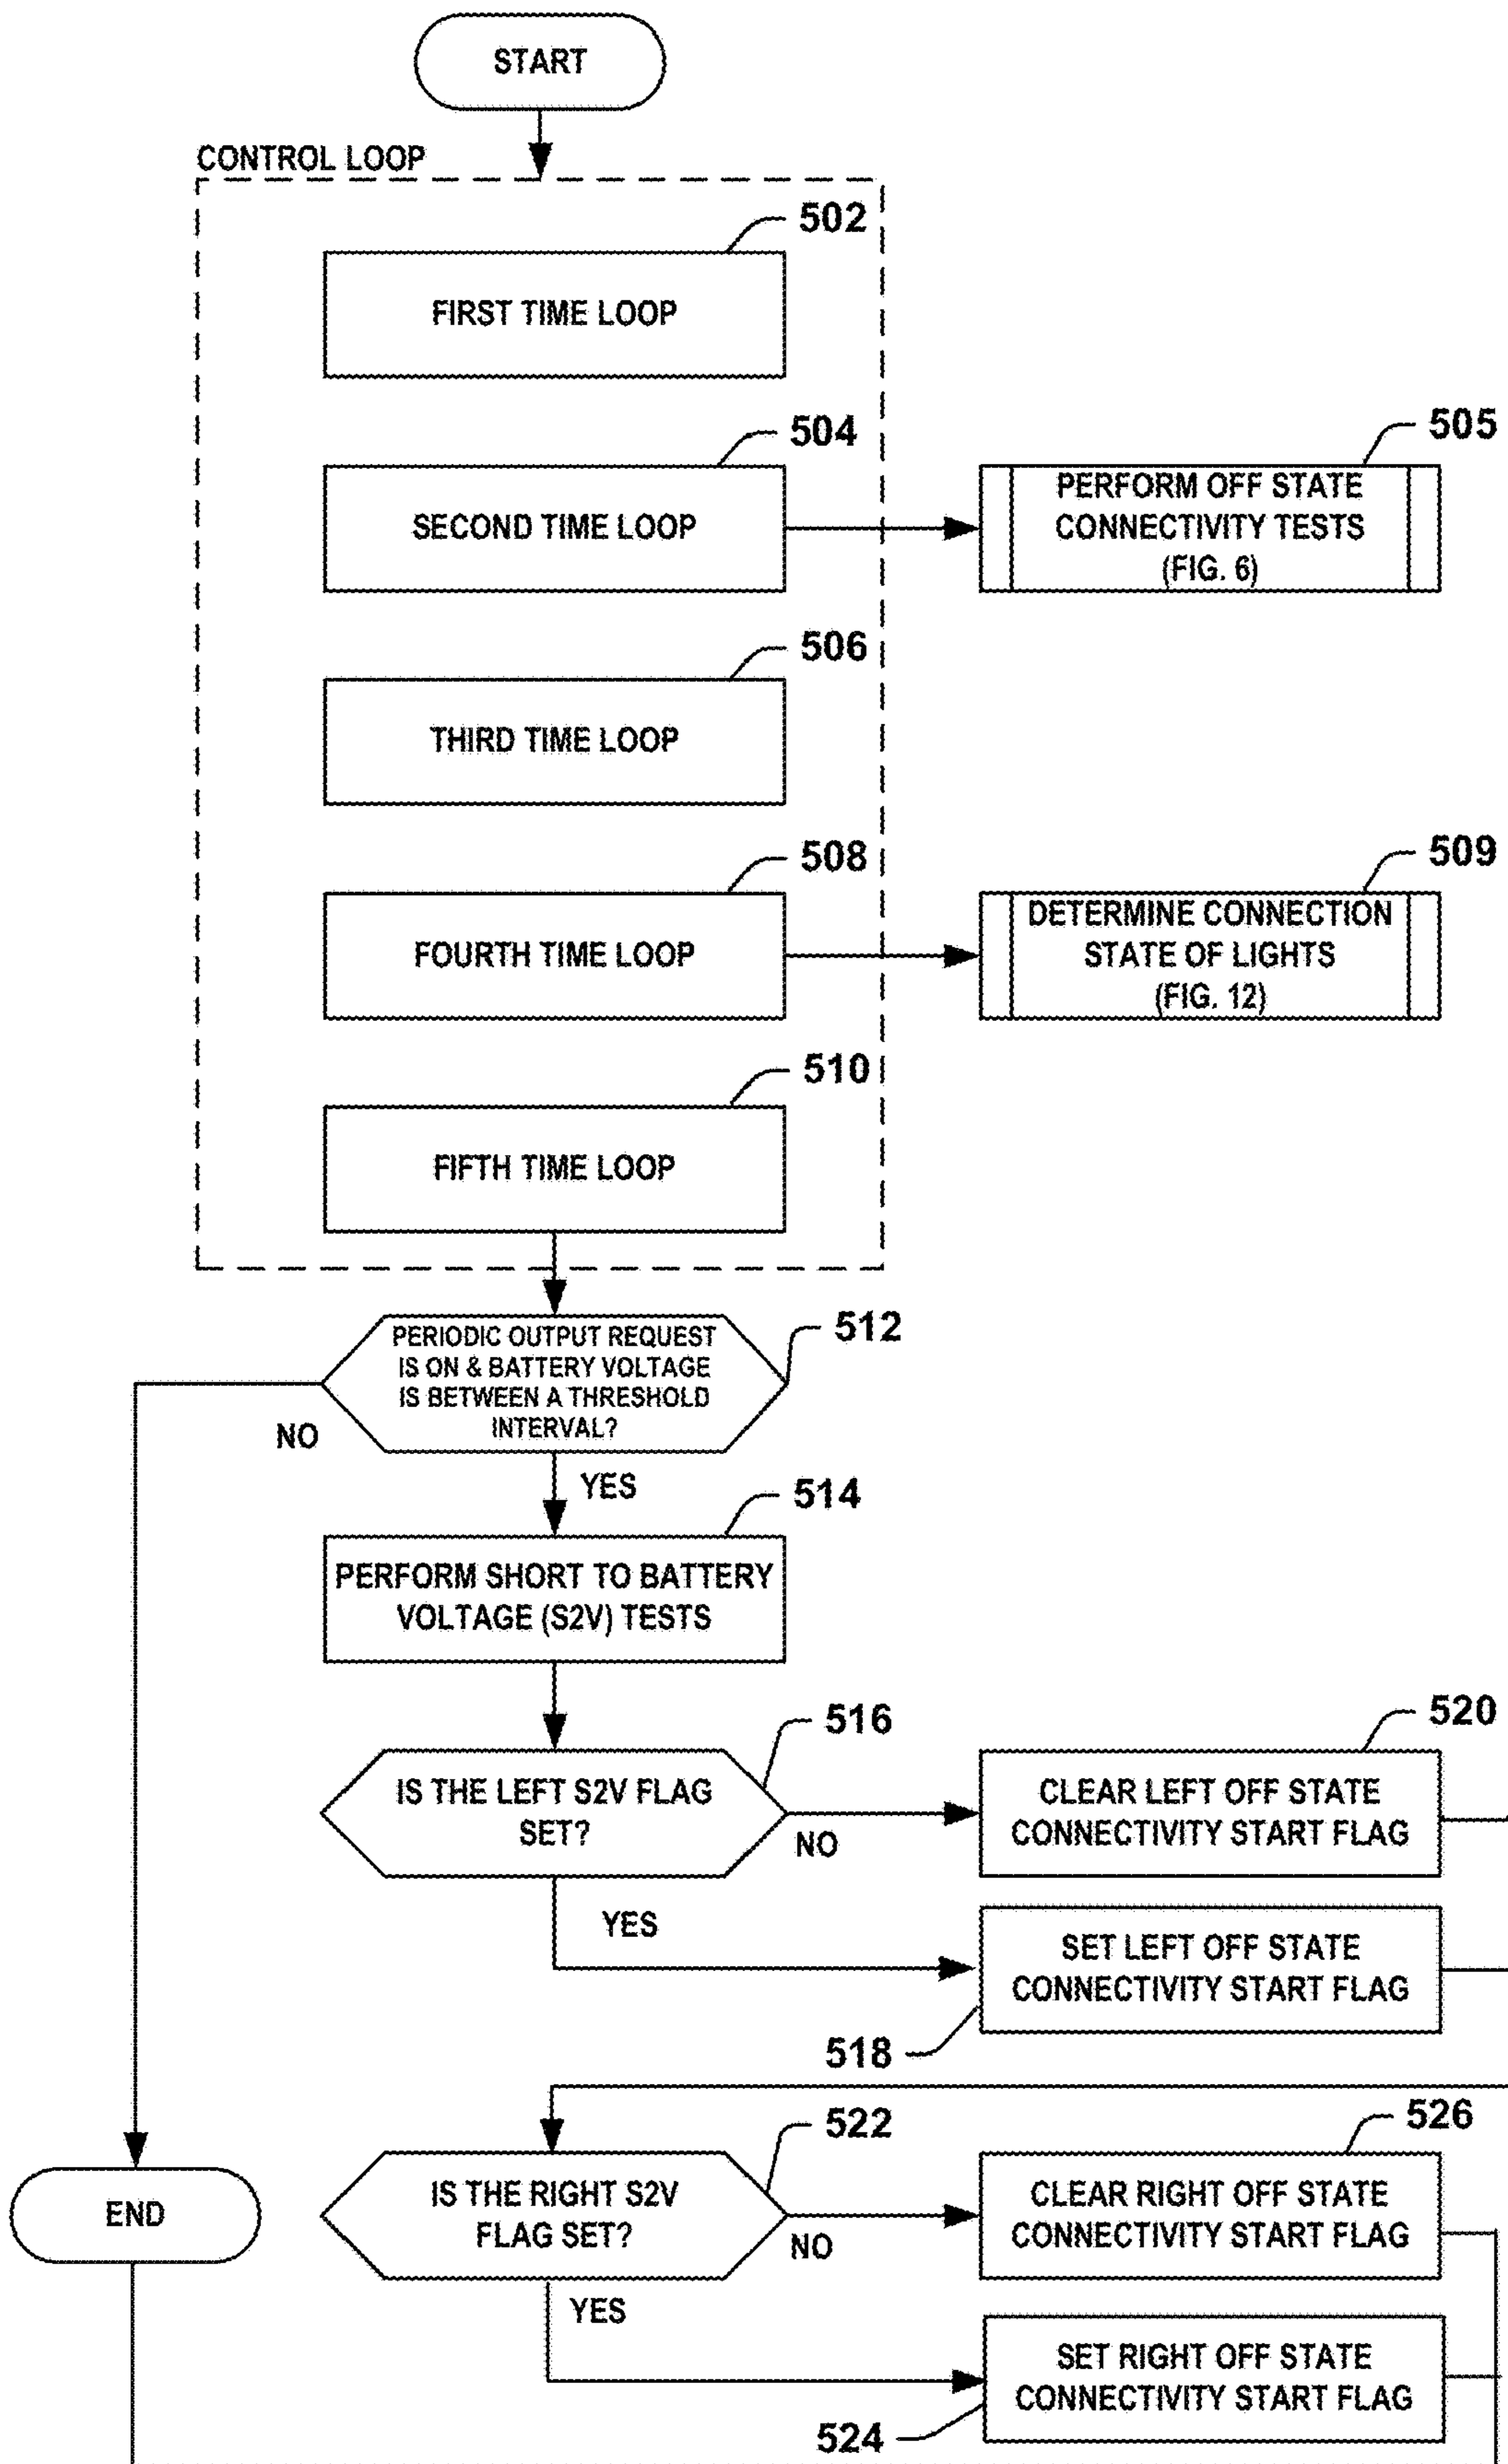 START
CONTROL LOOP
502
FIRST TIME LOOP
504
SECOND TIME LOOP
505
PERFORM OFF STATE
CONNECTIVITY TESTS
(FIG. 6)
506
THIRD TIME LOOP
508
FOURTH TIME LOOP
509
DETERMINE CONNECTION
STATE OF LIGHTS
(FIG. 12)
510
FIFTH TIME LOOP
512
PERIODIC OUTPUT REQUEST
IS ON & BATTERY VOLTAGE
IS BETWEEN A THRESHOLD
INTERVAL?
NO
YES
514
PERFORM SHORT TO BATTERY
VOLTAGE (S2V) TESTS
516
IS THE LEFT S2V FLAG
SET?
NO
520
CLEAR LEFT OFF STATE
CONNECTIVITY START FLAG
YES
SET LEFT OFF STATE
CONNECTIVITY START FLAG
518
522
IS THE RIGHT S2V
FLAG SET?
NO
526
CLEAR RIGHT OFF STATE
CONNECTIVITY START FLAG
END
YES
SET RIGHT OFF STATE
CONNECTIVITY START FLAG
524